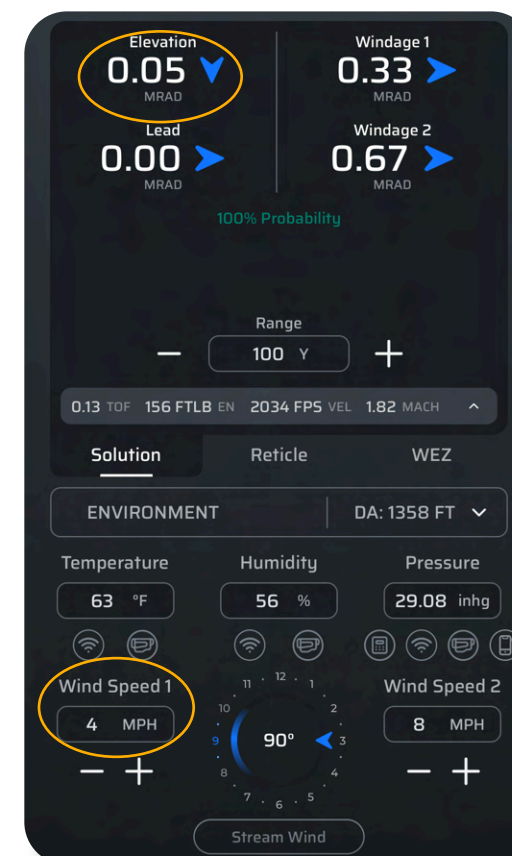 Elevation Windage 1
0.05 0.33
MRAD MRAD
Lead Windage 2
0.00 0.67
MRAD MRAD
100% Probability
Range
— 100 Y +
0.13 TOF 156 FTLB EN 2034 FPS VEL 1.82 MACH
Solution Reticle WEZ
ENVIRONMENT DA: 1358 FT
Temperature Humidity Pressure
63 °F 56 % 29.08 inhg
Wind Speed 1 Wind Speed 2
4 MPH 8 MPH
— + — +
12 1 2 3 4 5 6 7 8 9 10 11
90°
Stream Wind